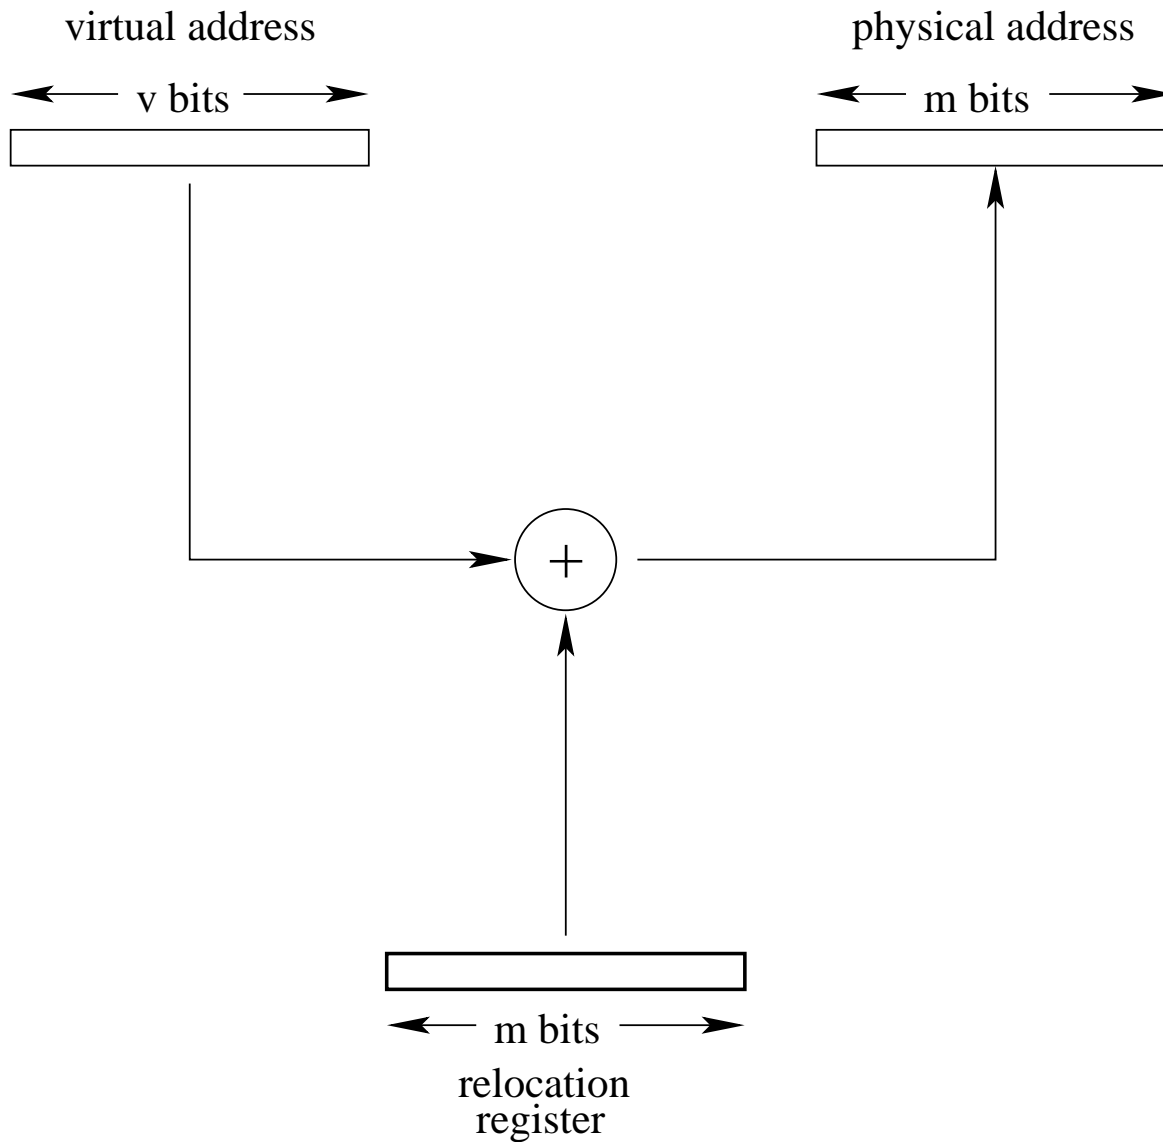 virtual address
physical address
v bits
m bits
+
m bits
relocation
register